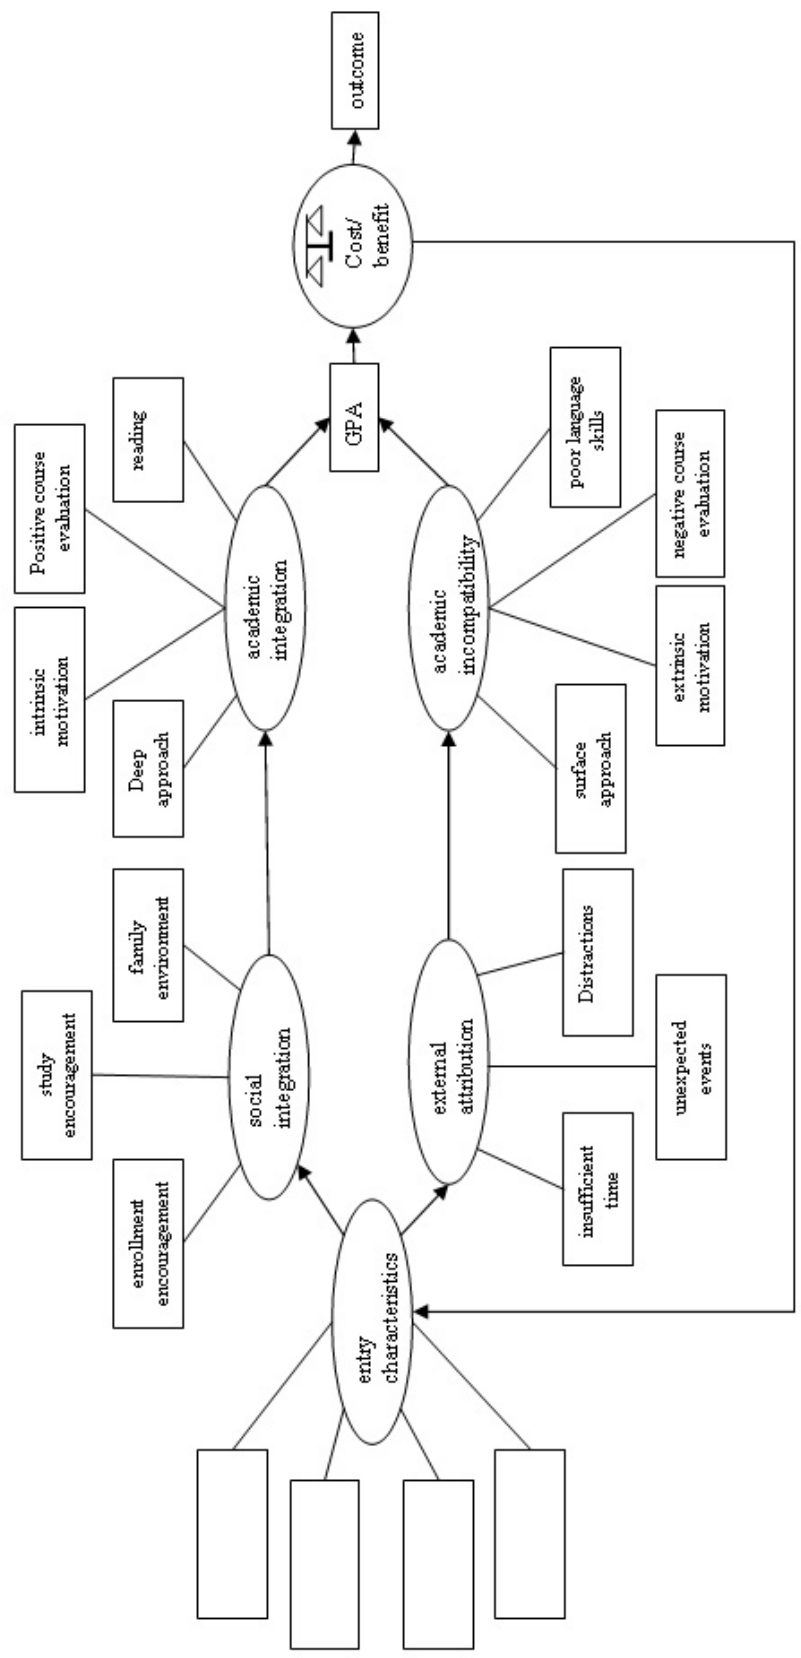 enrollment
encouragement
study
encouragement
family
environment
Deep
approach
intrinsic
motivation
Positive course
evaluation
reading
entry
characteristics
social
integration
academic
integration
GPA
Cost/
benefit
outcome
external
attribution
academic
incompatibility
insufficient
time
unexpected
events
Distractions
surface
approach
extrinsic
motivation
negative course
evaluation
poor language
skills